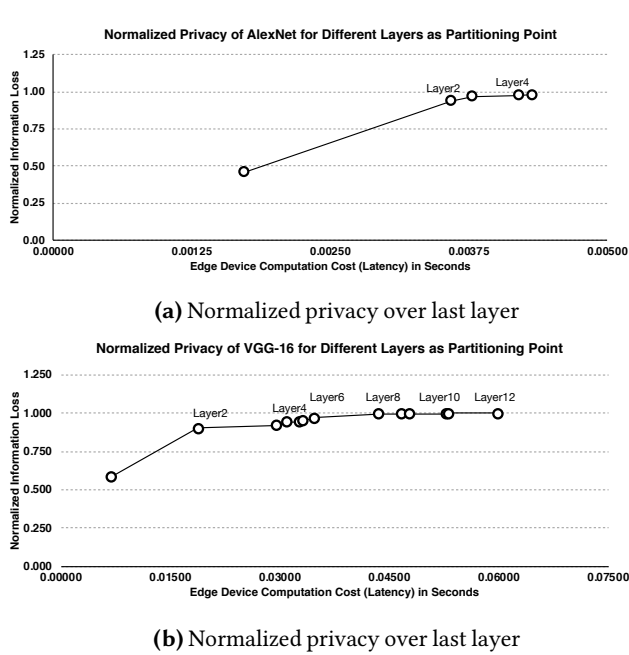 Normalized Privacy of AlexNet for Different Layers as Partitioning Point
Normalized Information Loss
1.25
1.00
0.75
0.50
0.25
0.00
Layer2
Layer4
0.00000
0.00125
0.00250
0.00375
0.00500
Edge Device Computation Cost (Latency) in Seconds
(a) Normalized privacy over last layer
Normalized Privacy of VGG-16 for Different Layers as Partitioning Point
Normalized Information Loss
1.250
1.000
0.750
0.500
0.250
0.000
Layer2
Layer4
Layer6
Layer8
Layer10
Layer12
0.00000
0.01500
0.03000
0.04500
0.06000
0.07500
Edge Device Computation Cost (Latency) in Seconds
(b) Normalized privacy over last layer